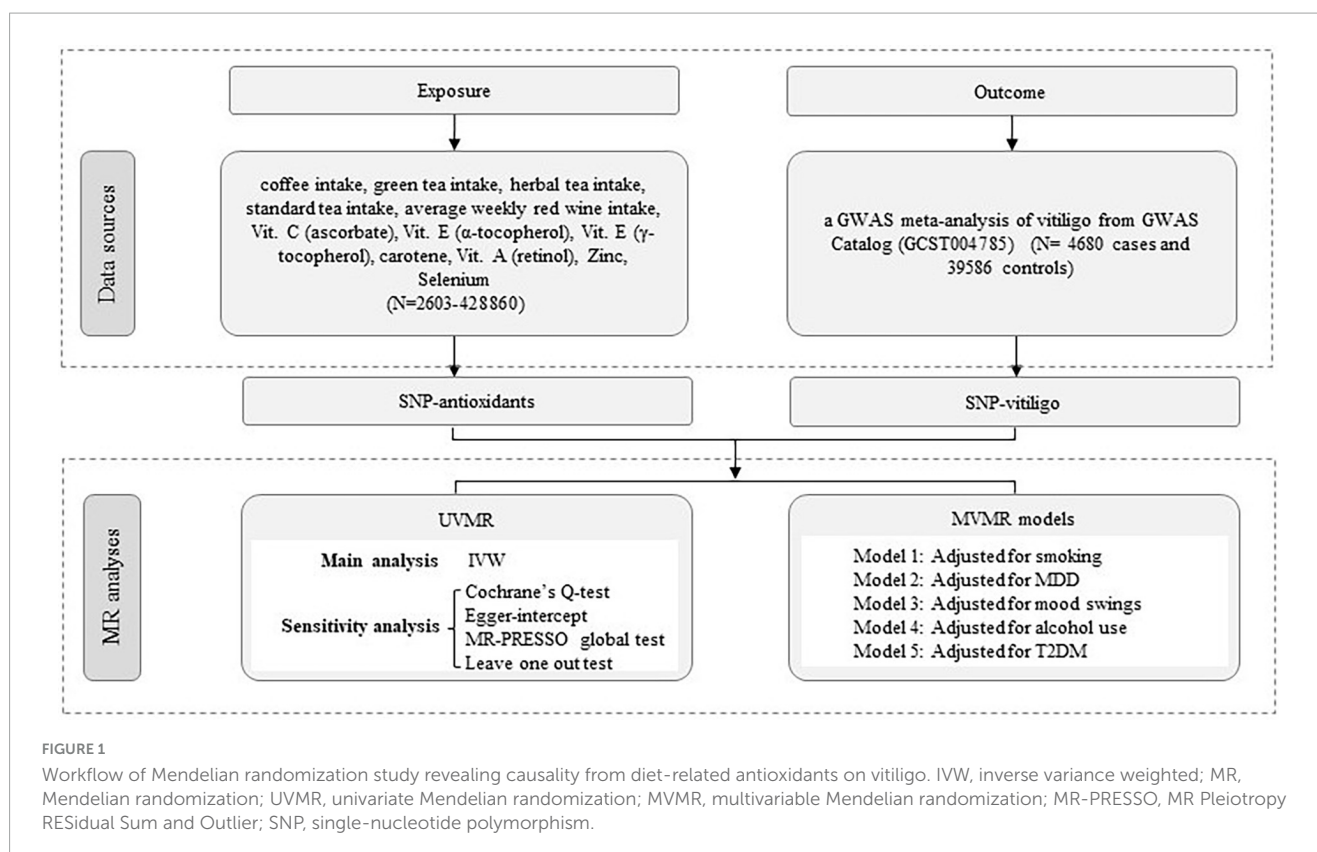 Data sources
Exposure
coffee intake, green tea intake, herbal tea intake,
standard tea intake, average weekly red wine intake,
Vit. C (ascorbate), Vit. E (α-tocopherol), Vit. E (γ-
tocopherol), carotene, Vit. A (retinol), Zinc,
Selenium
(N=2603-428860)
Outcome
a GWAS meta-analysis of vitiligo from GWAS
Catalog (GCST004785) (N= 4680 cases and
39586 controls)
SNP-antioxidants
SNP-vitiligo
MR analyses
UVMR
Main analysis IVW
Sensitivity analysis
Cochrane's Q-test
Egger-intercept
MR-PRESSO global test
Leave one out test
MVMR models
Model 1: Adjusted for smoking
Model 2: Adjusted for MDD
Model 3: Adjusted for mood swings
Model 4: Adjusted for alcohol use
Model 5: Adjusted for T2DM
FIGURE 1
Workflow of Mendelian randomization study revealing causality from diet-related antioxidants on vitiligo. IVW, inverse variance weighted; MR,
Mendelian randomization; UVMR, univariate Mendelian randomization; MVMR, multivariable Mendelian randomization; MR-PRESSO, MR Pleiotropy
RESidual Sum and Outlier; SNP, single-nucleotide polymorphism.